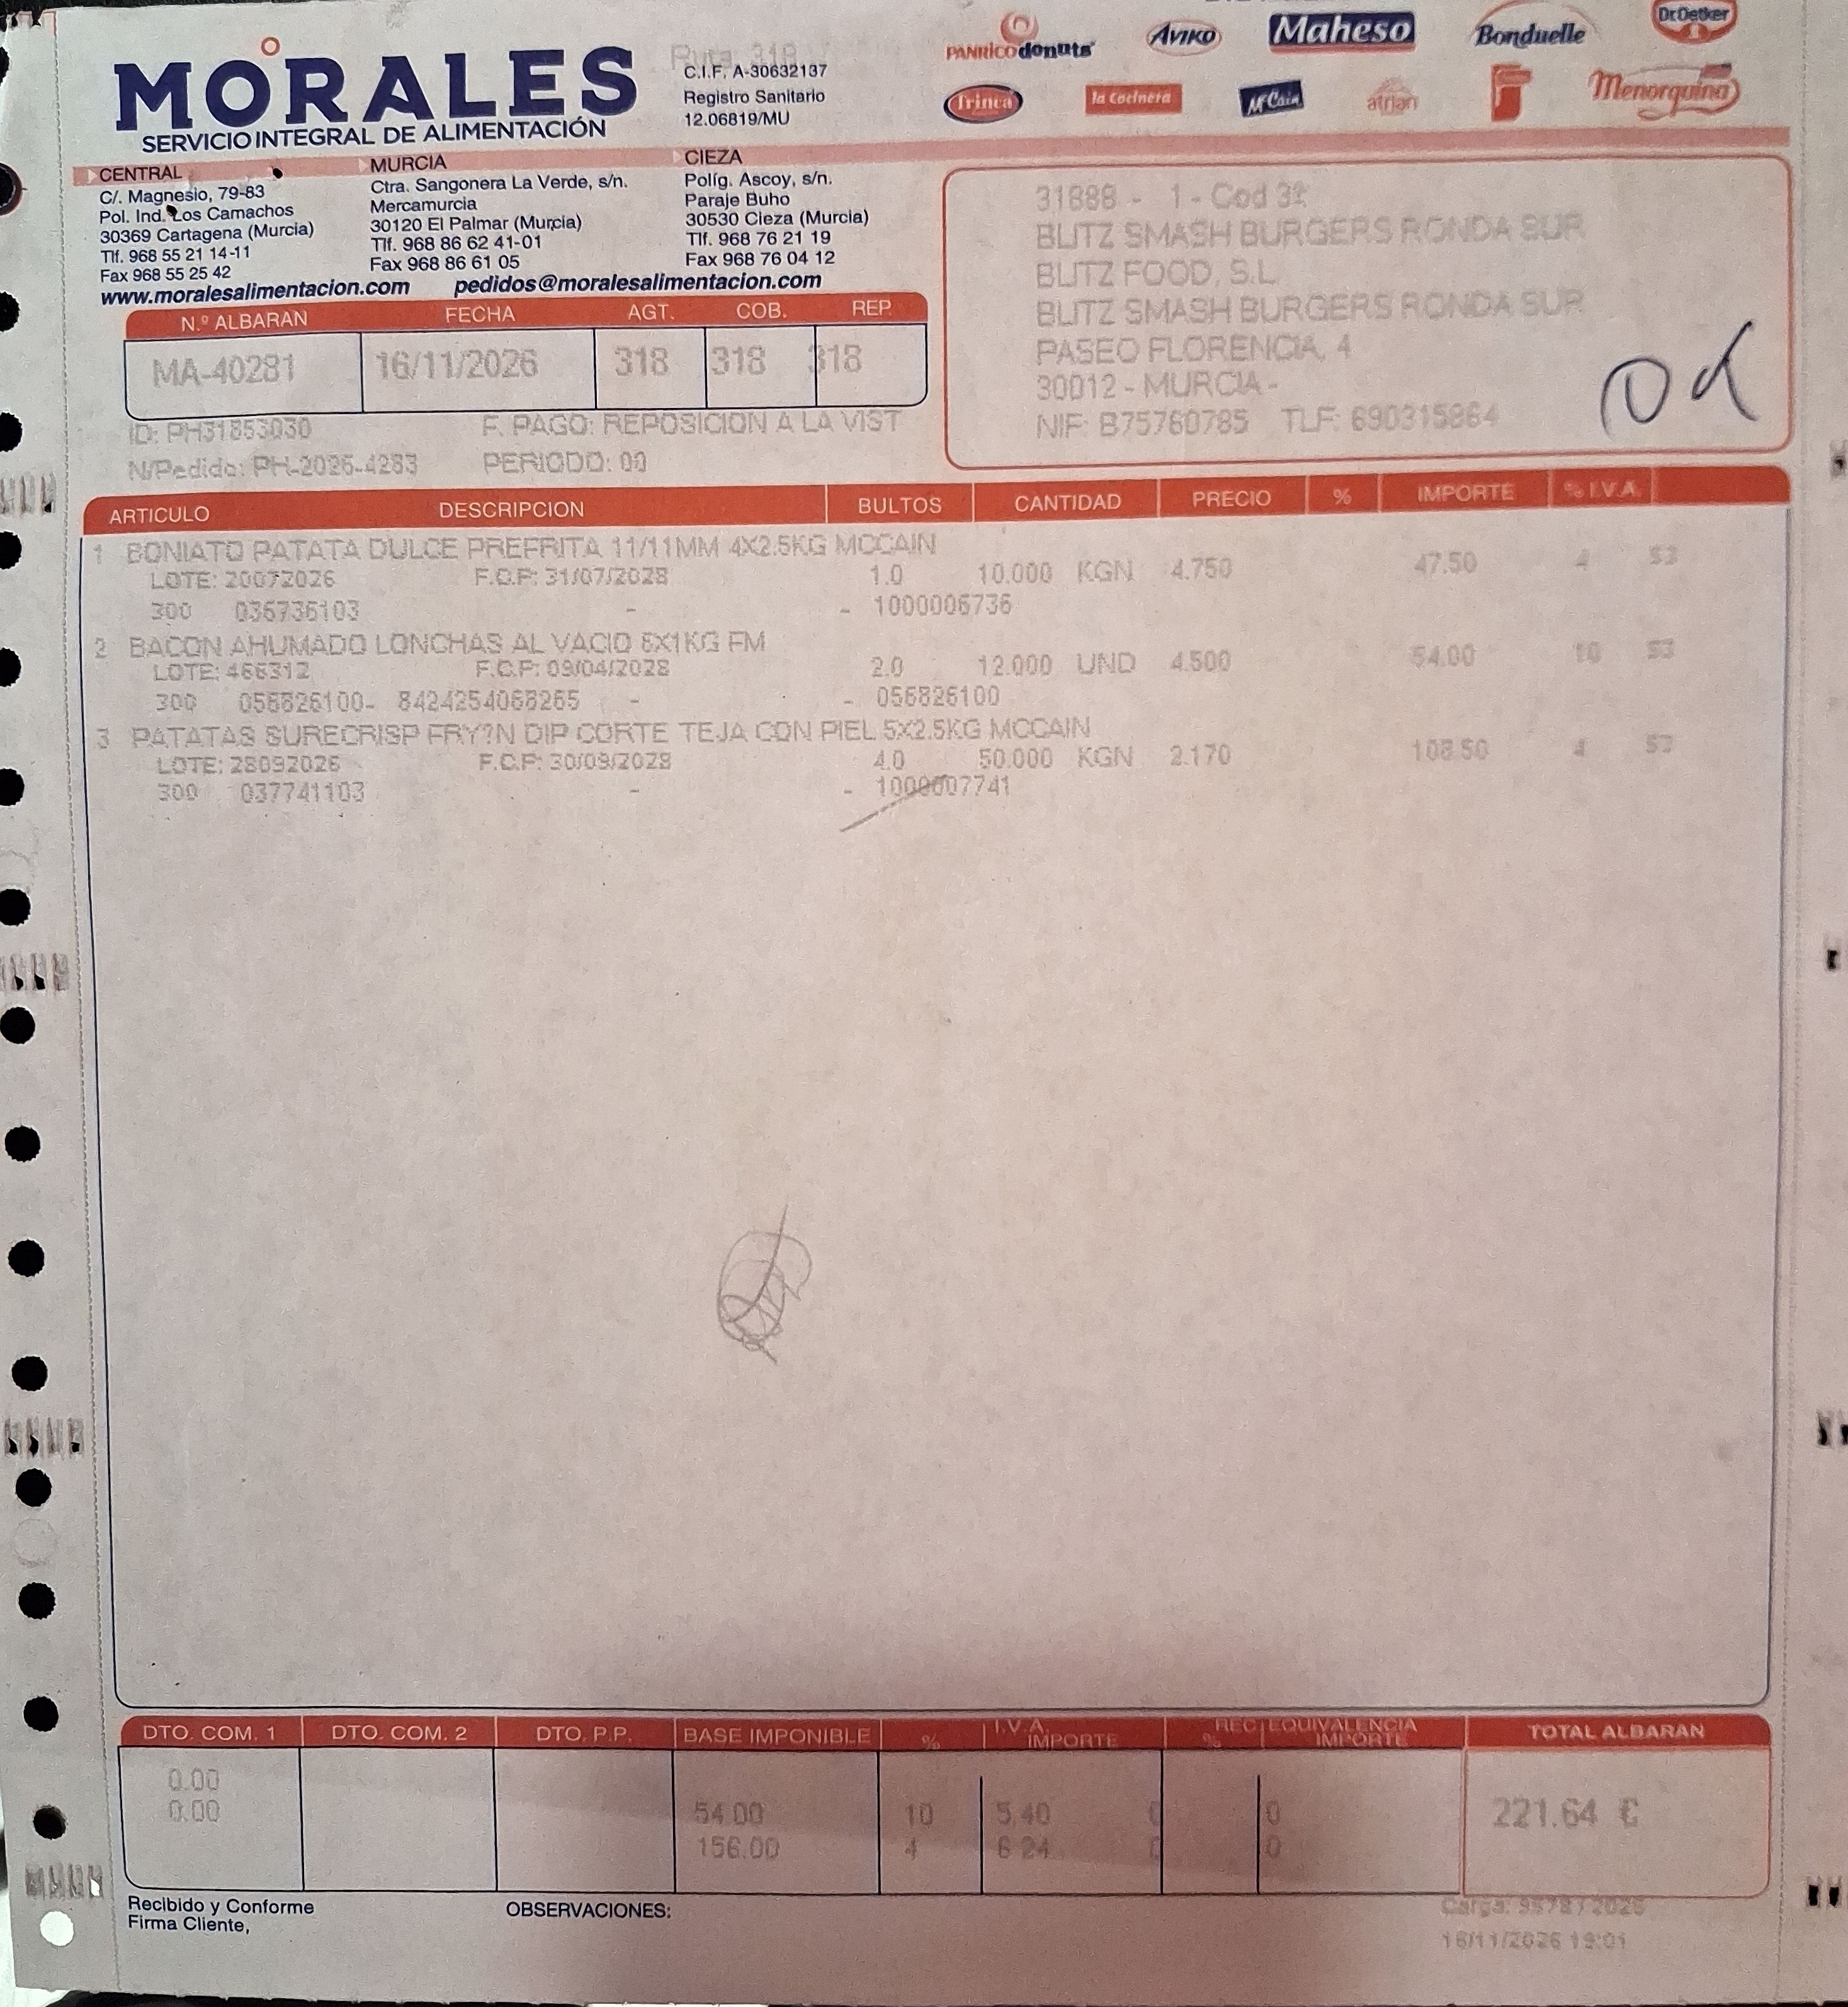 PANRICO donuts
AVIKO
Maheso
Bonduelle
Dr.Oetker
Trinca
la Cocinera
McCain
atrian
Menorquina
MORALES
SERVICIO INTEGRAL DE ALIMENTACIÓN
Ruta 318
C.I.F. A-30632137
Registro Sanitario
12.06819/MU
CENTRAL
C/. Magnesio, 79-83
Pol. Ind. Los Camachos
30369 Cartagena (Murcia)
Tlf. 968 55 21 14-11
Fax 968 55 25 42
MURCIA
Ctra. Sangonera La Verde, s/n.
Mercamurcia
30120 El Palmar (Murcia)
Tlf. 968 86 62 41-01
Fax 968 86 61 05
CIEZA
Políg. Ascoy, s/n.
Paraje Buho
30530 Cieza (Murcia)
Tlf. 968 76 21 19
Fax 968 76 04 12
www.moralesalimentacion.com pedidos@moralesalimentacion.com
31888 - 1 - Cod 3º
BLITZ SMASH BURGERS RONDA SUR
BLITZ FOOD, S.L
BLITZ SMASH BURGERS RONDA SUR
PASEO FLORENCIA, 4
30012 - MURCIA -
NIF: B75760785 TLF: 690315864
N.º ALBARAN FECHA AGT. COB. REP.
MA-40281 16/11/2026 318 318 318
ID: PH31853030 F. PAGO: REPOSICION A LA VIST
N/Pedido: PH-2026-4283 PERIODO: 00
ARTICULO DESCRIPCION BULTOS CANTIDAD PRECIO % IMPORTE % I.V.A.
1 BONIATO PATATA DULCE PREFRITA 11/11MM 4X2.5KG MCCAIN
LOTE: 20072026 F.C.P: 31/07/2028 1.0 10.000 KGN 4.750 47.50 4 S3
300 036736103 - - 1000006736
2 BACON AHUMADO LONCHAS AL VACIO 6X1KG FM
LOTE: 466312 F.C.P: 09/04/2028 2.0 12.000 UND 4.500 54.00 10 S3
300 056826100- 8424254068265 - - 056826100
3 PATATAS SURECRISP FRY?N DIP CORTE TEJA CON PIEL 5X2.5KG MCCAIN
LOTE: 28092026 F.C.P: 30/09/2028 4.0 50.000 KGN 2.170 108.50 4 S3
300 037741103 - - 1000007741
DTO. COM. 1 DTO. COM. 2 DTO. P.P. BASE IMPONIBLE % I.V.A. IMPORTE REC. EQUIVALENCIA % IMPORTE TOTAL ALBARAN
0.00
0.00 54.00 10 5.40 0 0 221.64 €
156.00 4 6.24 0 0
Recibido y Conforme
Firma Cliente,
OBSERVACIONES:
16/11/2026 19:01